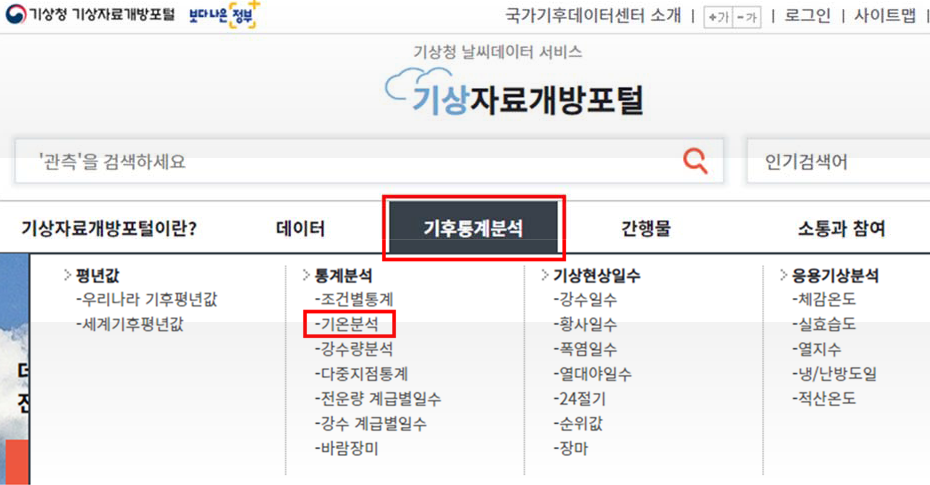 기상청 기상자료개방포털 보다나은 정부 국가기후데이터센터 소개 | +가 -가 | 로그인 | 사이트맵 |
기상청 날씨데이터 서비스
기상자료개방포털
'관측'을 검색하세요 인기검색어
기상자료개방포털이란? 데이터 기후통계분석 간행물 소통과 참여
> 평년값
-우리나라 기후평년값
-세계기후평년값
> 통계분석
-조건별통계
-기온분석
-강수량분석
-다중지점통계
-전운량 계급별일수
-강수 계급별일수
-바람장미
> 기상현상일수
-강수일수
-황사일수
-폭염일수
-열대야일수
-24절기
-순위값
-장마
> 응용기상분석
-체감온도
-실효습도
-열지수
-냉/난방도일
-적산온도